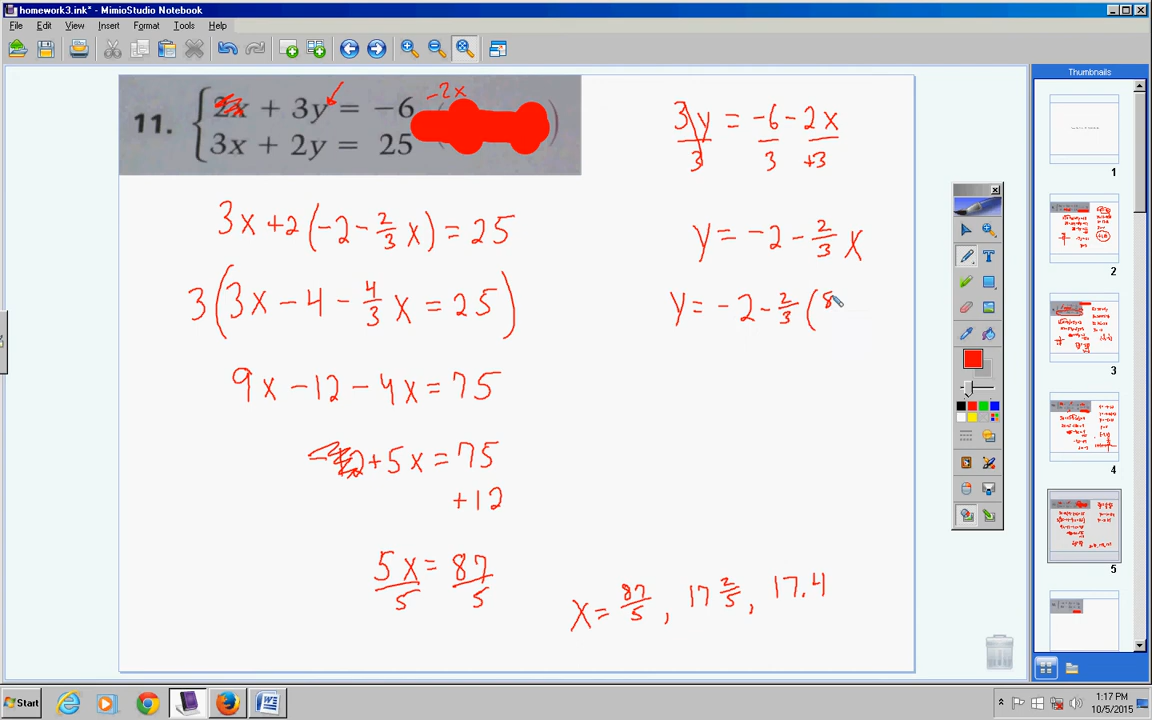 homework3.ink* - MimioStudio Notebook
File Edit View Insert Format Tools Help
Thumbnails
11. 2x + 3y = -6 -2x
3x + 2y = 25
3y = -6 - 2x
3 3 +3
3x + 2(-2 - 2/3 x) = 25
y = -2 - 2/3 x
3(3x - 4 - 4/3 x = 25)
y = -2 - 2/3 (8
9x - 12 - 4x = 75
+5x = 75
+12
5x = 87
5 5
x = 87/5, 17 2/5, 17.4
1
2
3
4
5
Start
1:17 PM
10/5/2015